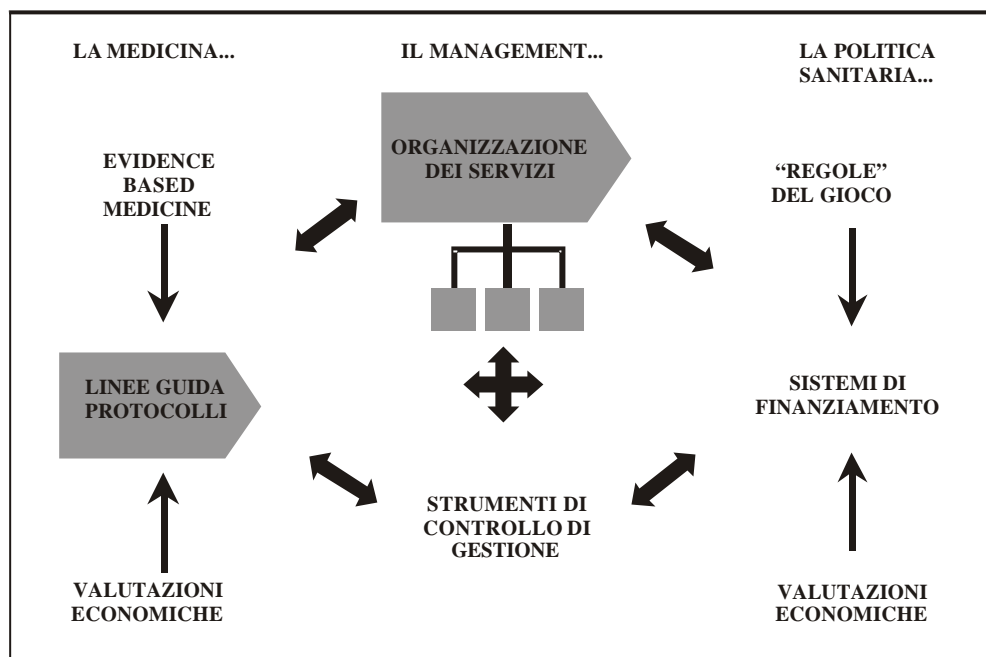 LA MEDICINA...
IL MANAGEMENT...
LA POLITICA
SANITARIA...
ORGANIZZAZIONE
DEI SERVIZI
EVIDENCE
BASED
MEDICINE
“REGOLE”
DEL GIOCO
LINEE GUIDA
PROTOCOLLI
SISTEMI DI
FINANZIAMENTO
STRUMENTI DI
CONTROLLO DI
GESTIONE
VALUTAZIONI
ECONOMICHE
VALUTAZIONI
ECONOMICHE